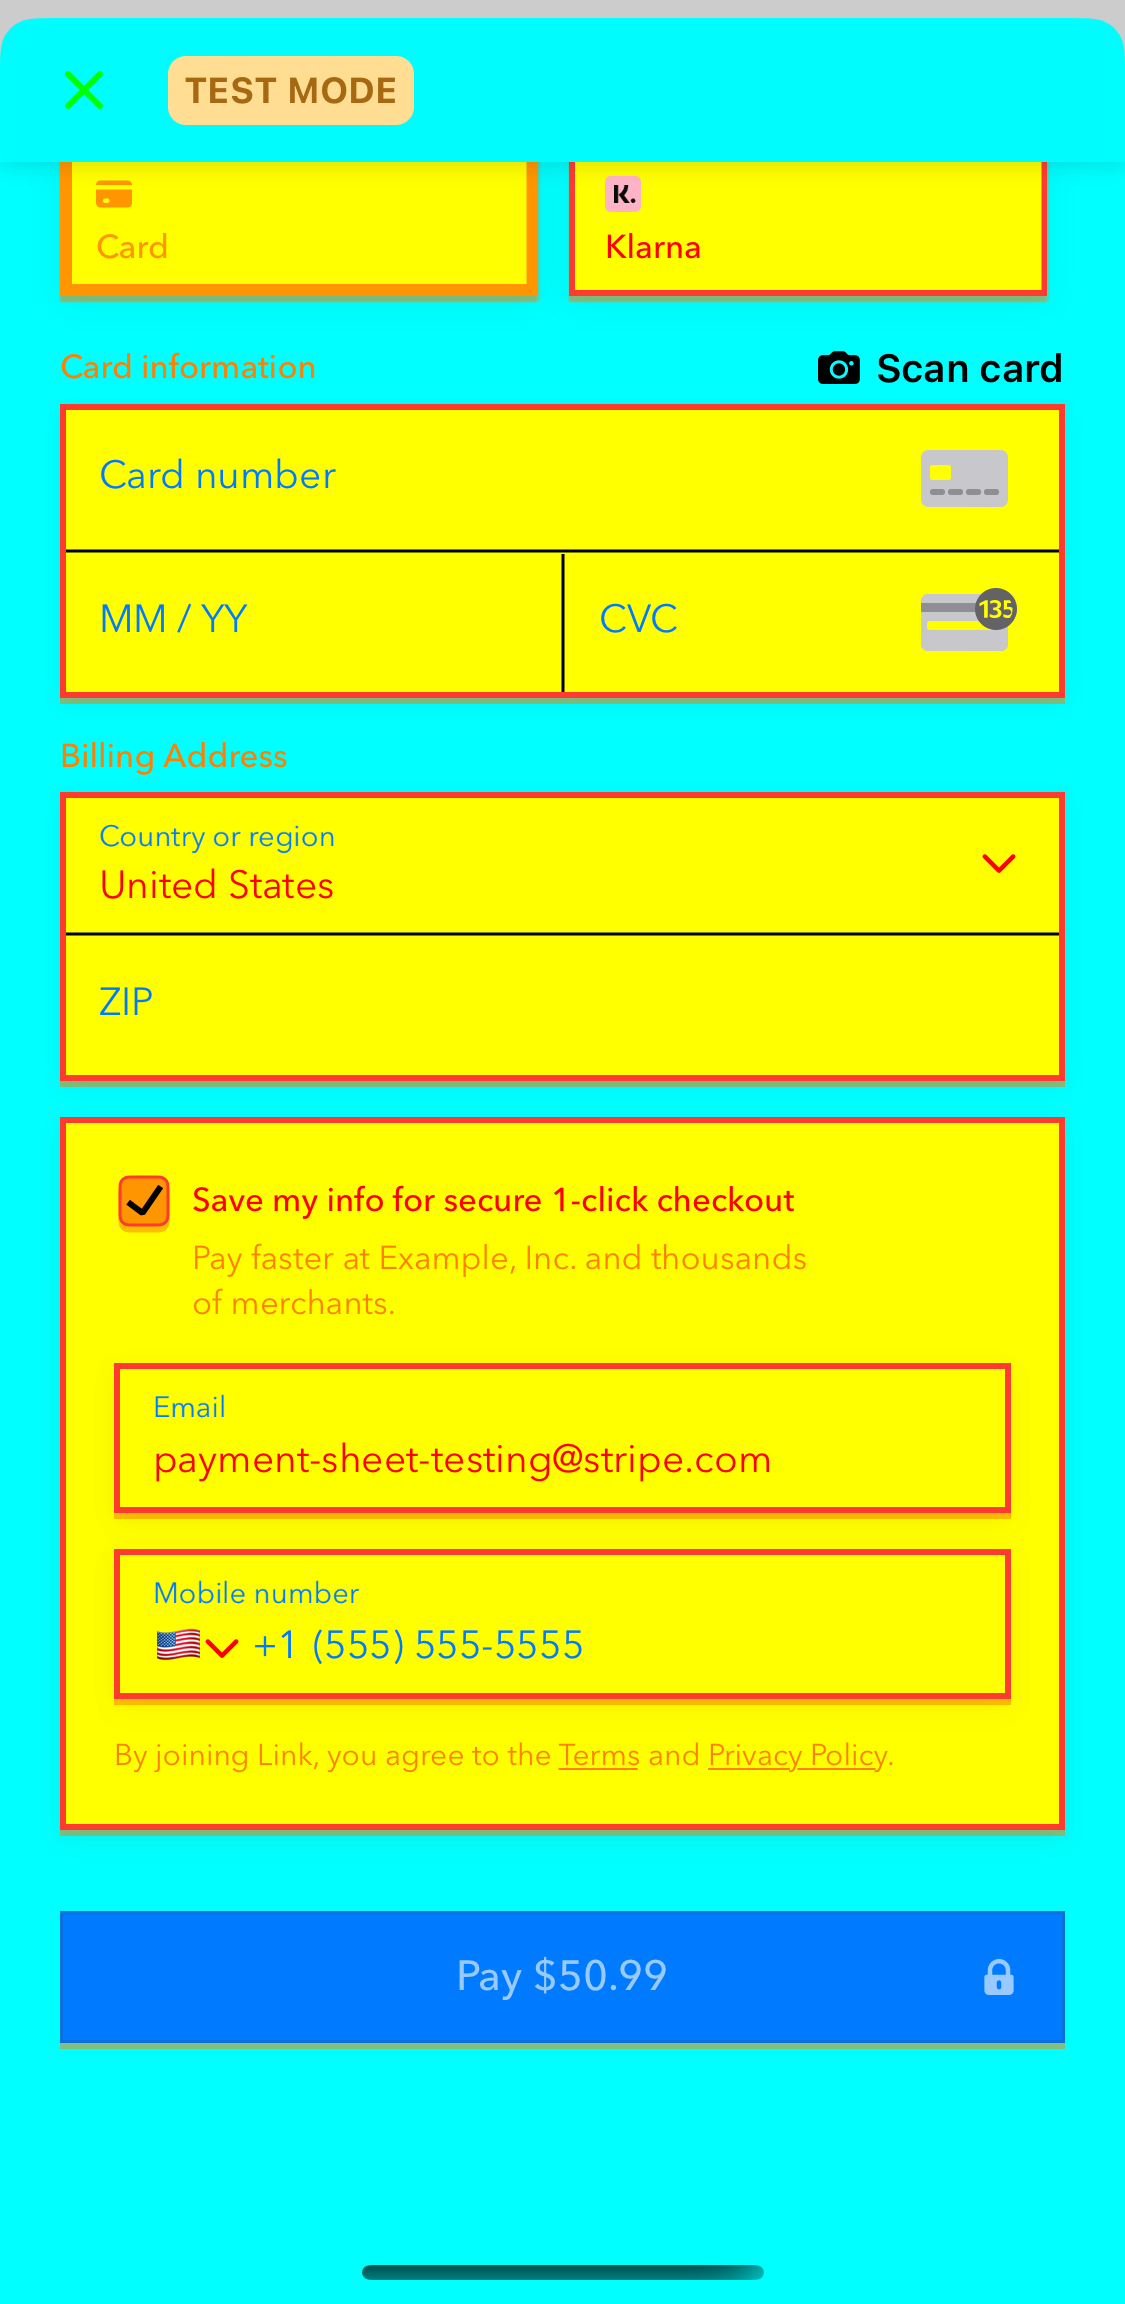 TEST MODE
K.
Card
Klarna
Card information
Scan card
Card number
MM / YY
CVC
135
Billing Address
Country or region
United States
ZIP
Save my info for secure 1-click checkout
Pay faster at Example, Inc. and thousands
of merchants.
Email
payment-sheet-testing@stripe.com
Mobile number
+1 (555) 555-5555
By joining Link, you agree to the Terms and Privacy Policy.
Pay $50.99